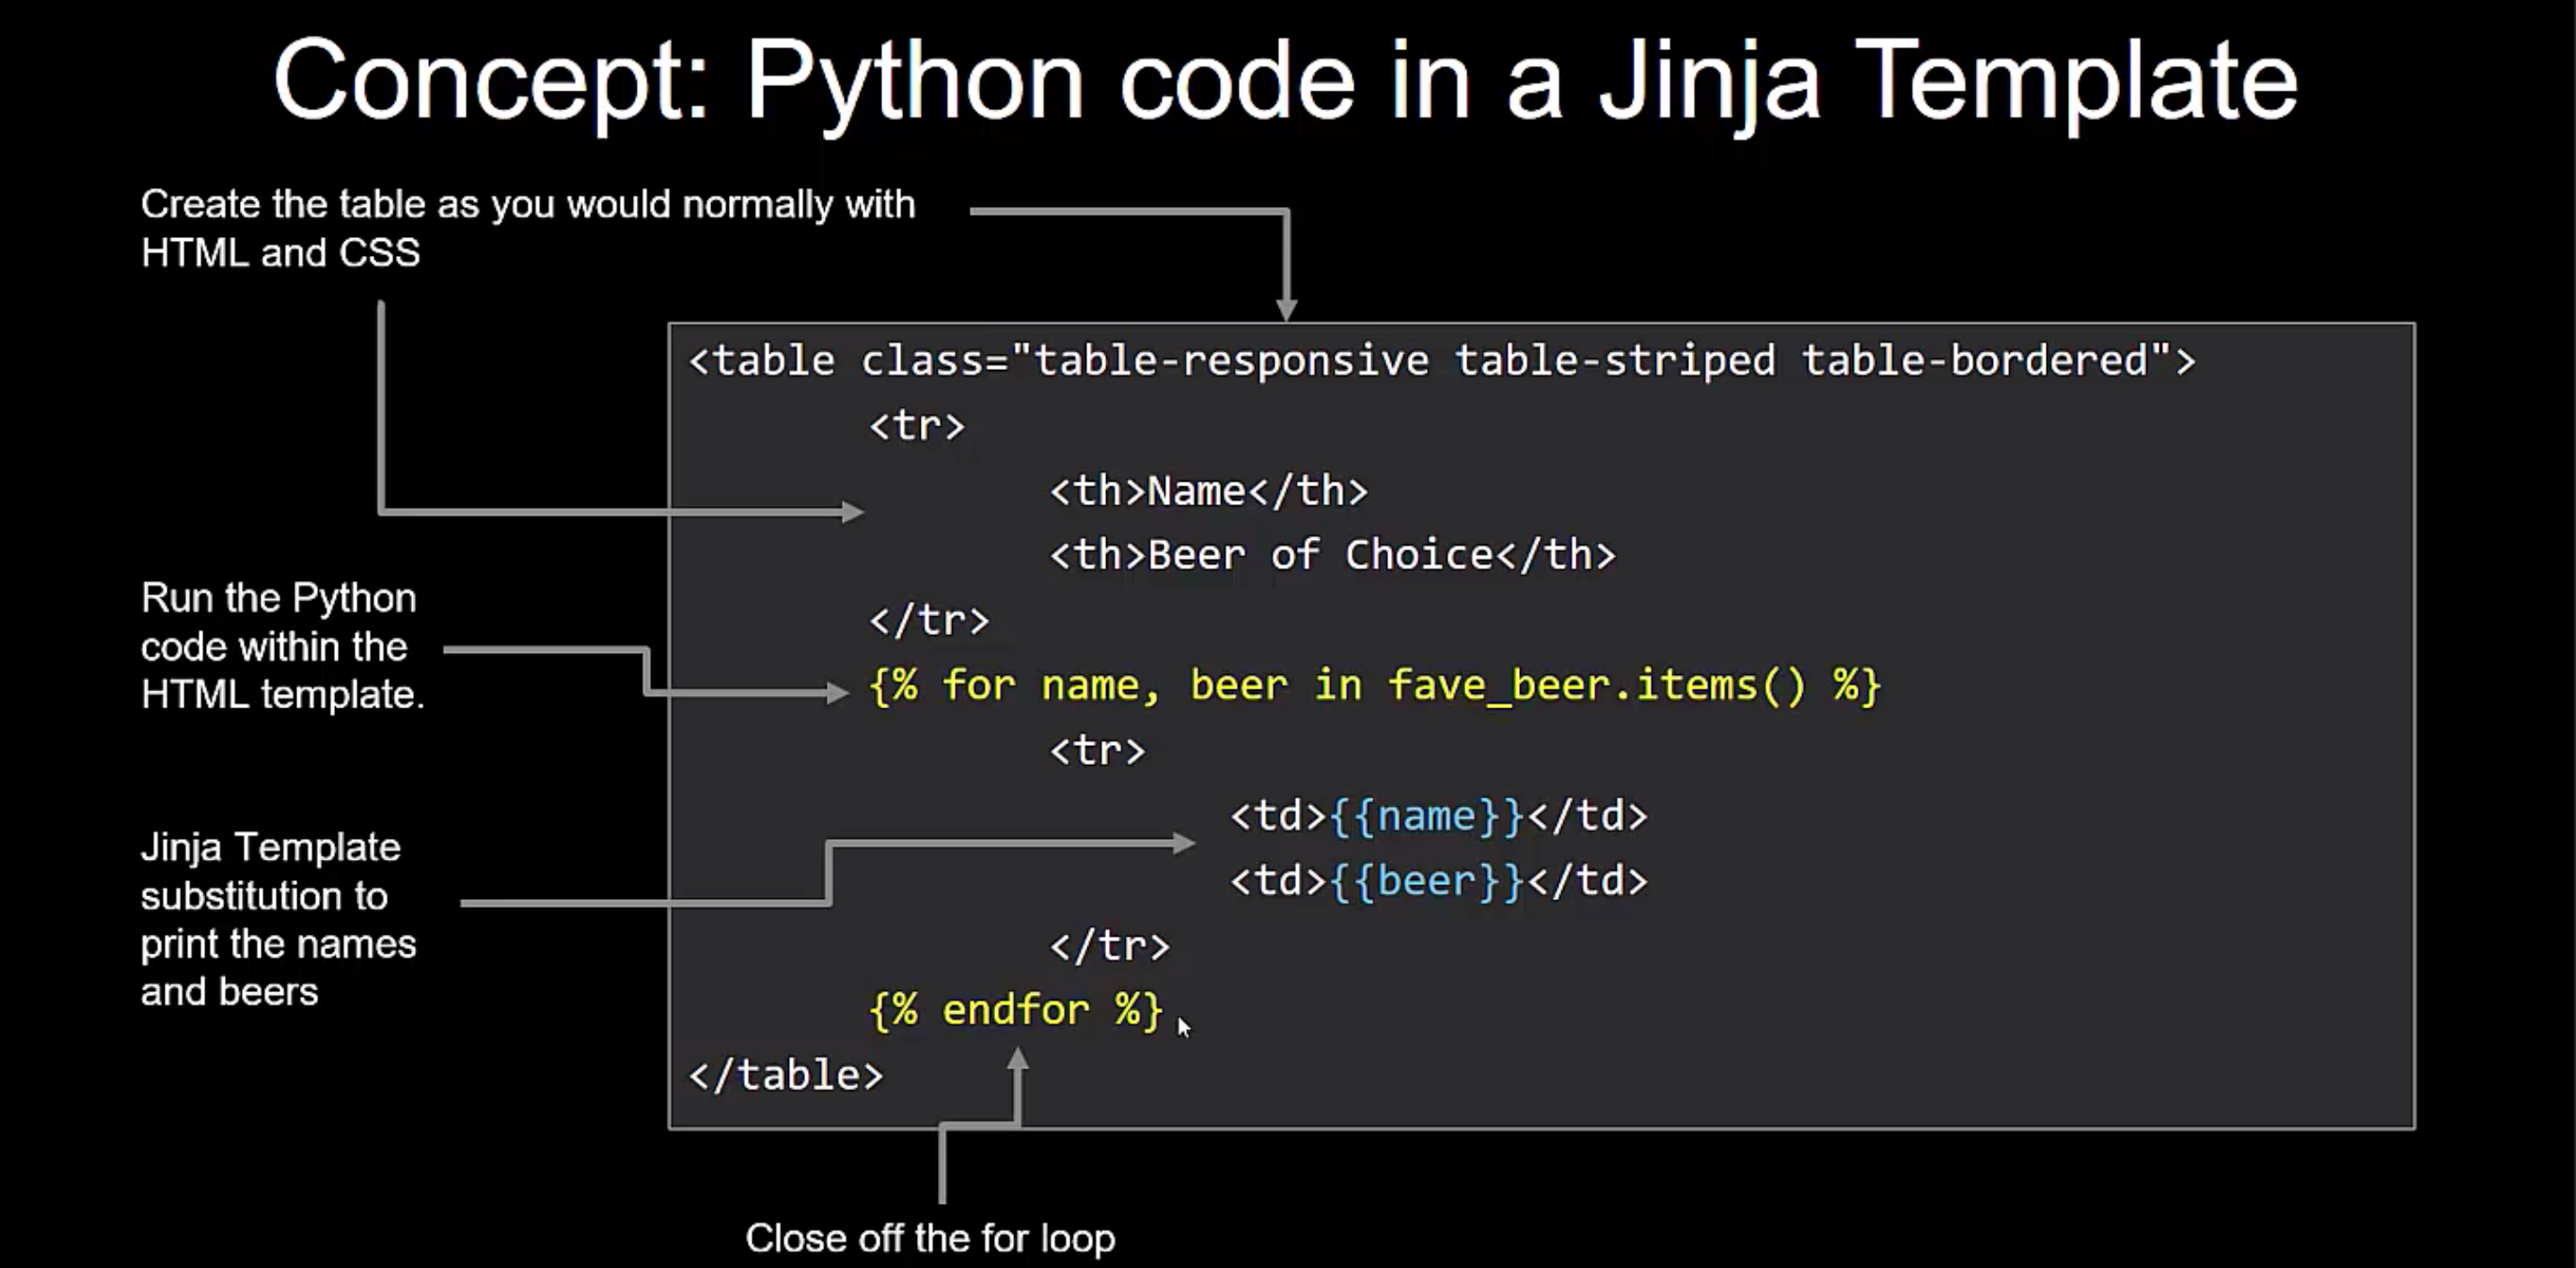 Concept: Python code in a Jinja Template
Create the table as you would normally with
HTML and CSS
<table class="table-responsive table-striped table-bordered">
<tr>
<th>Name</th>
<th>Beer of Choice</th>
</tr>
Run the Python
code within the
HTML template.
{% for name, beer in fave_beer.items() %}
<tr>
<td>{{name}}</td>
<td>{{beer}}</td>
Jinja Template
substitution to
print the names
and beers
</tr>
{% endfor %}
</table>
Close off the for loop